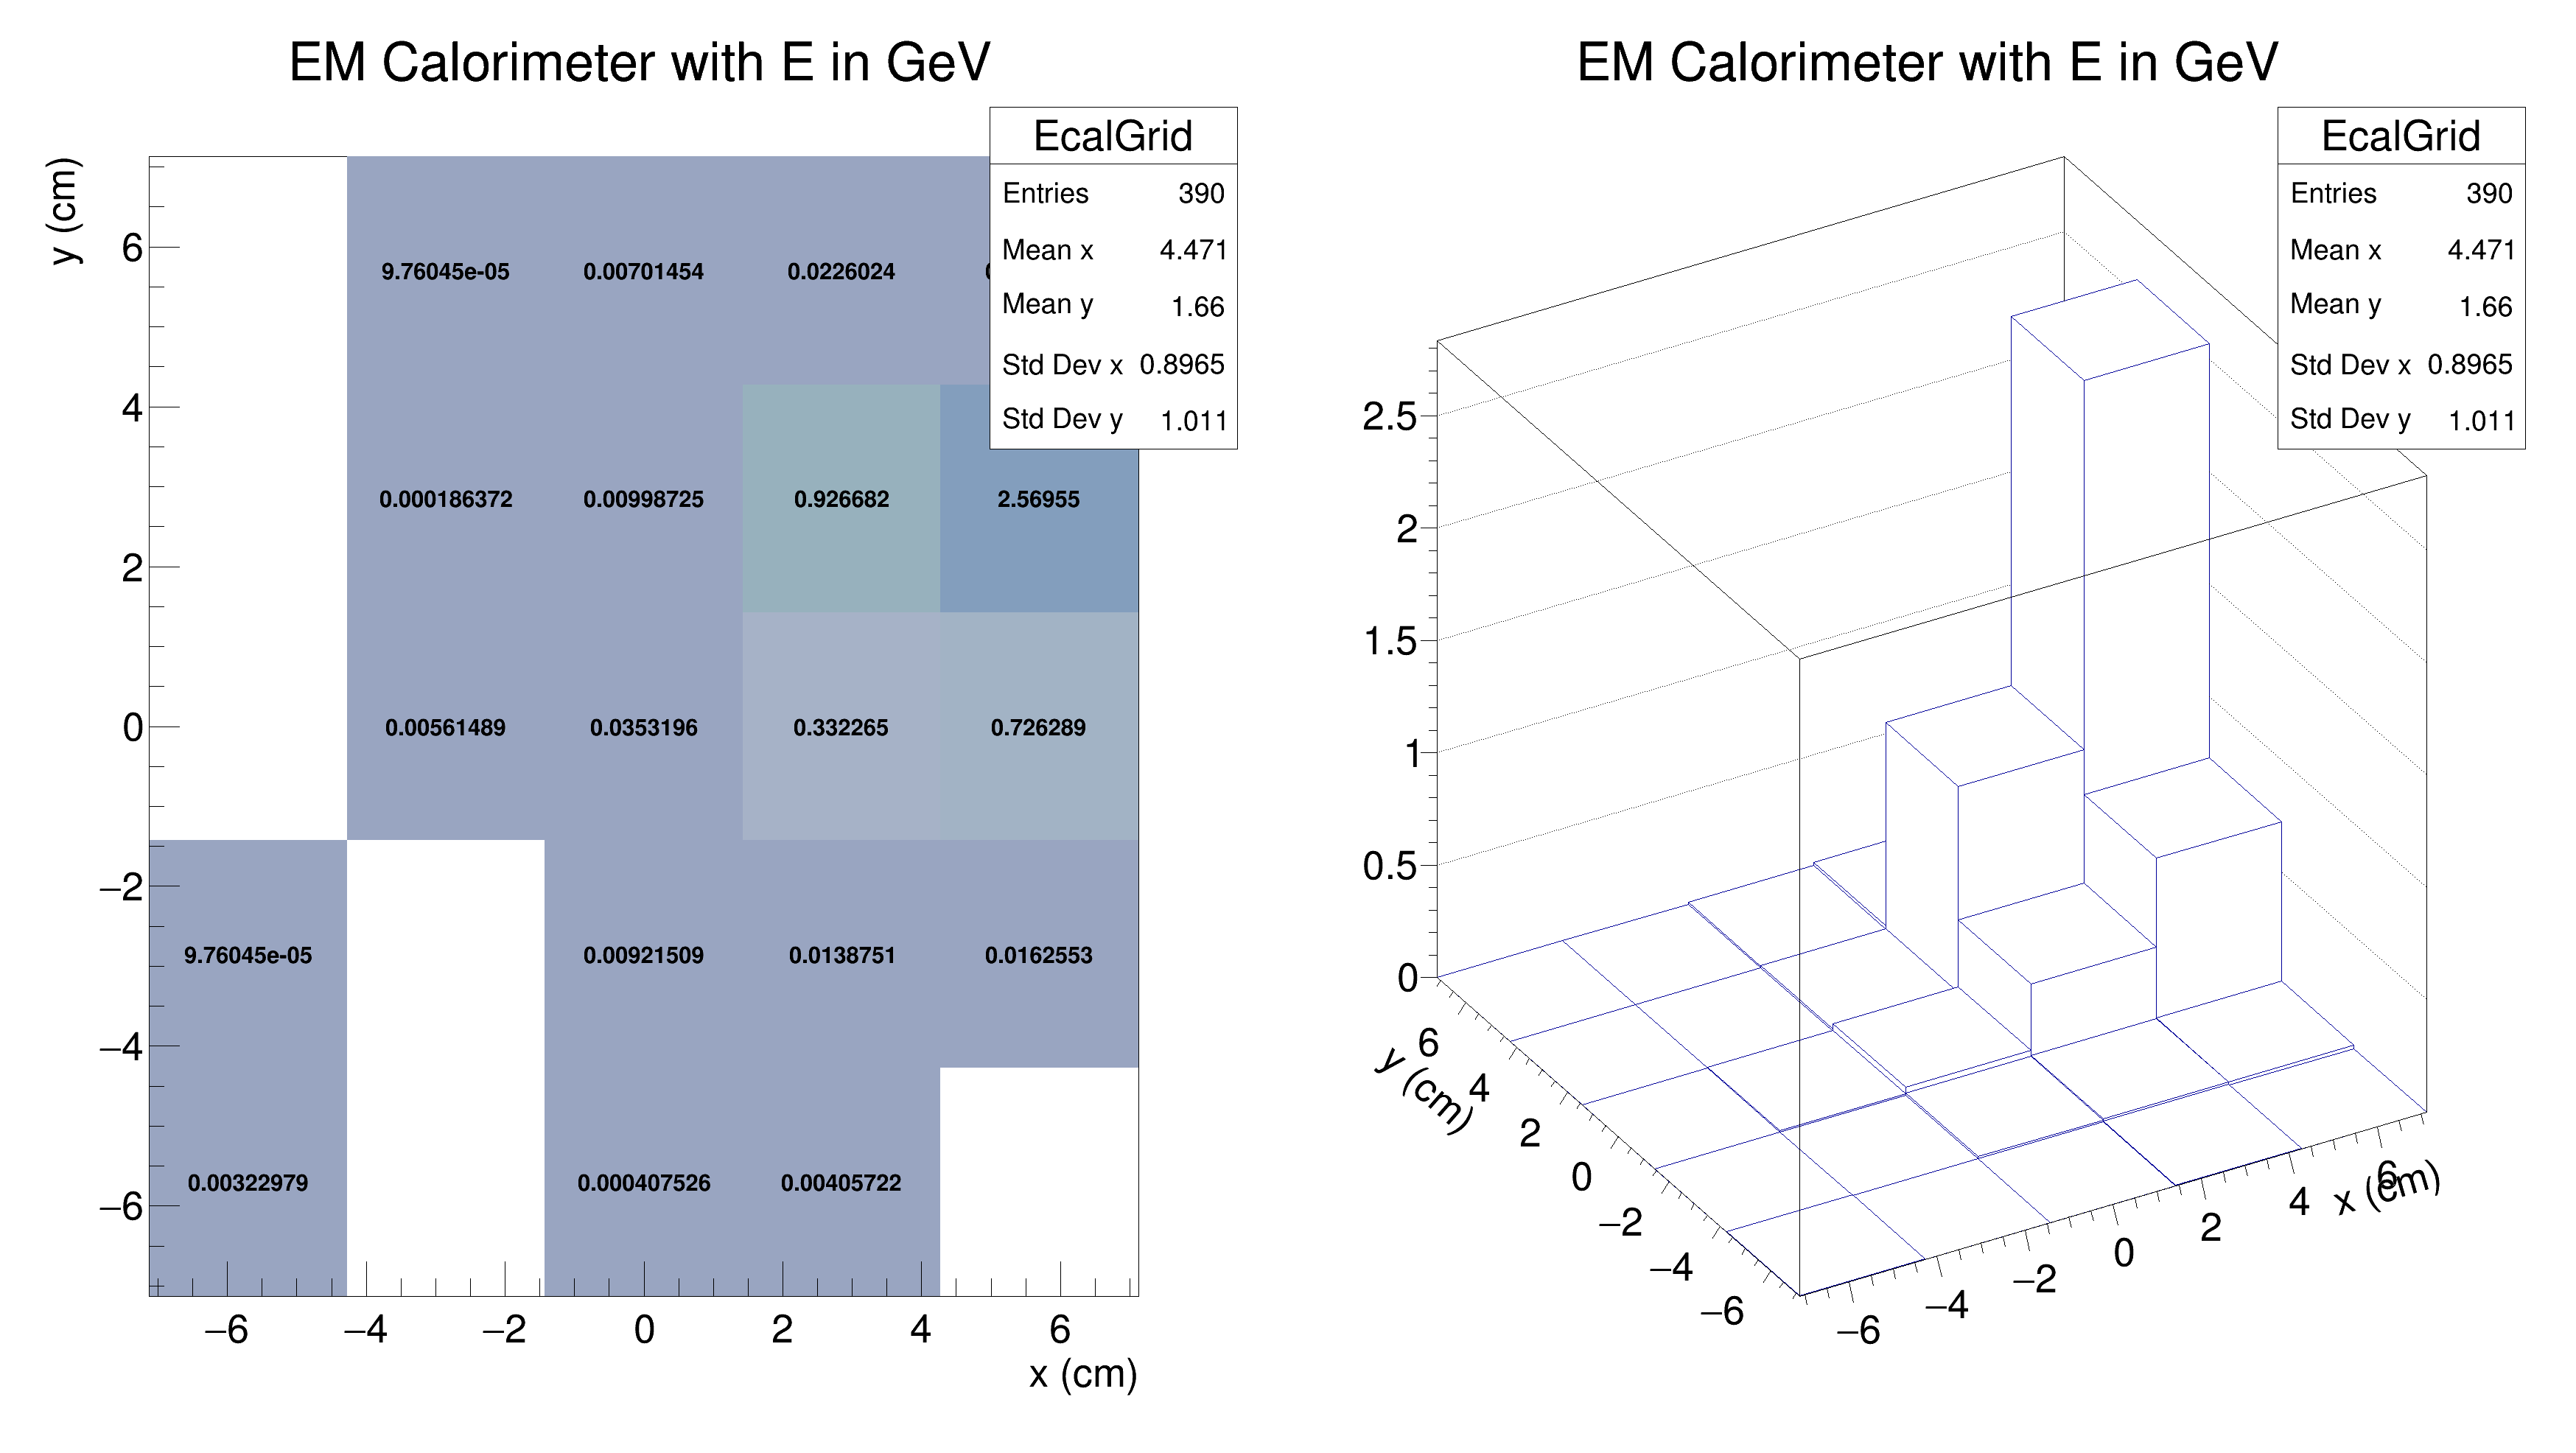 EM Calorimeter with E in GeV
EcalGrid
Entries 390
Mean x 4.471
Mean y 1.66
Std Dev x 0.8965
Std Dev y 1.011
y (cm)
6
4
2
0
−2
−4
−6
9.76045e-05 0.00701454 0.0226024
0.000186372 0.00998725 0.926682 2.56955
0.00561489 0.0353196 0.332265 0.726289
9.76045e-05 0.00921509 0.0138751 0.0162553
0.00322979 0.000407526 0.00405722
−6 −4 −2 0 2 4 6
x (cm)
EM Calorimeter with E in GeV
EcalGrid
Entries 390
Mean x 4.471
Mean y 1.66
Std Dev x 0.8965
Std Dev y 1.011
2.5
2
1.5
1
0.5
0
y (cm)
6
4
2
0
−2
−4
−6
−6 −4 −2 0 2 4 6
x (cm)